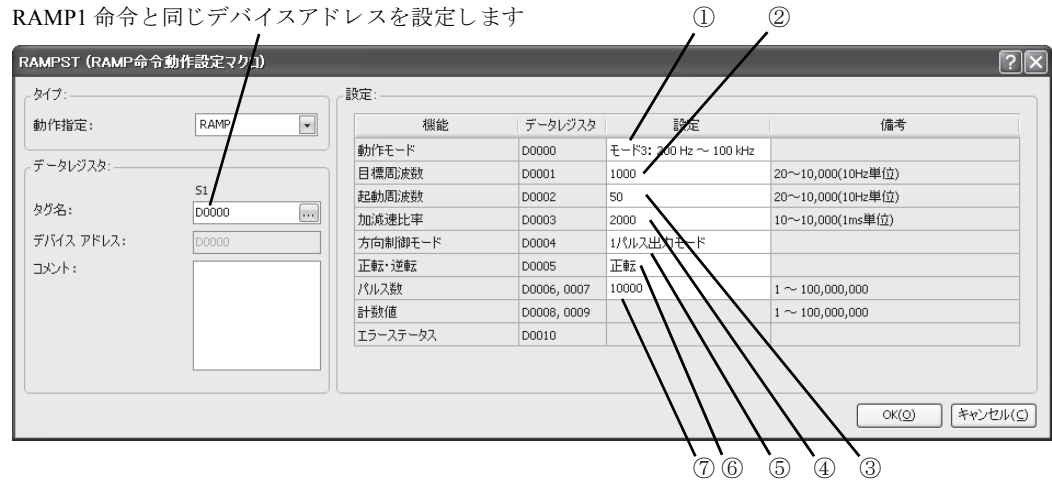 RAMP1 命令と同じデバイスアドレスを設定します
① ②
RAMPST (RAMP命令動作設定マクロ)
タイプ:
動作指定: RAMP
データレジスタ:
S1
タグ名: D0000 ...
デバイス アドレス: D0000
コメント:
設定:
機能 データレジスタ 設定 備考
動作モード D0000 モード3: 200 Hz ～ 100 kHz
目標周波数 D0001 1000 20～10,000(10Hz単位)
起動周波数 D0002 50 20～10,000(10Hz単位)
加減速比率 D0003 2000 10～10,000(1ms単位)
方向制御モード D0004 1パルス出力モード
正転・逆転 D0005 正転
パルス数 D0006, 0007 10000 1 ～ 100,000,000
計数値 D0008, 0009 1 ～ 100,000,000
エラーステータス D0010
OK(O) キャンセル(C)
⑦ ⑥ ⑤ ④ ③